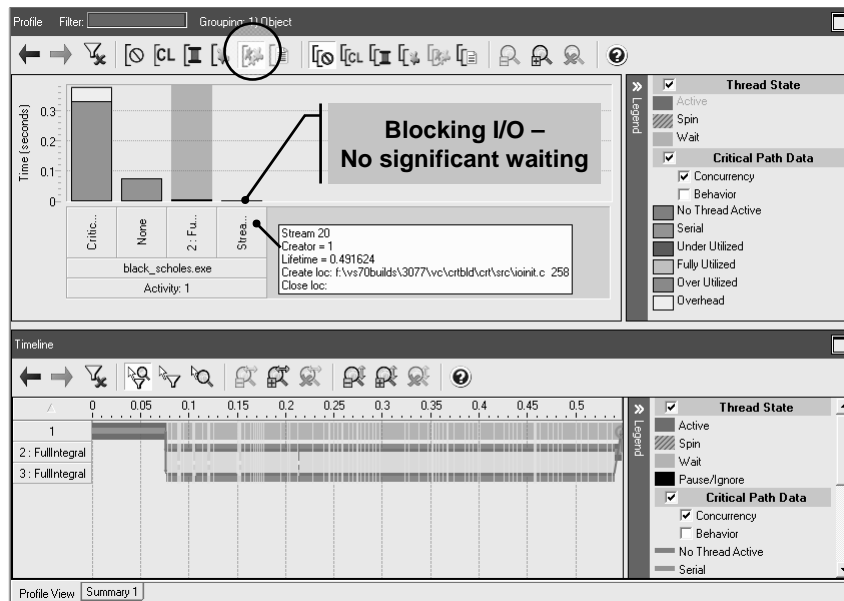 Profile Filter: Grouping: 1) Object
CL CL
Time (seconds)
0.3
0.2
0.1
0
Blocking I/O –
No significant waiting
Critic...
None
2 : Fu...
Strea...
black_scholes.exe
Activity: 1
Stream 20
Creator = 1
Lifetime = 0.491624
Create loc: f:\vs70builds\3077\vc\crtbld\crt\src\ioinit.c 258
Close loc:
Legend
Thread State
Active
Spin
Wait
Critical Path Data
Concurrency
Behavior
No Thread Active
Serial
Under Utilized
Fully Utilized
Over Utilized
Overhead
Timeline
0 0.05 0.1 0.15 0.2 0.25 0.3 0.35 0.4 0.45 0.5
1
2 : FullIntegral
3 : FullIntegral
Legend
Thread State
Active
Spin
Wait
Pause/Ignore
Critical Path Data
Concurrency
Behavior
No Thread Active
Serial
Profile View Summary 1